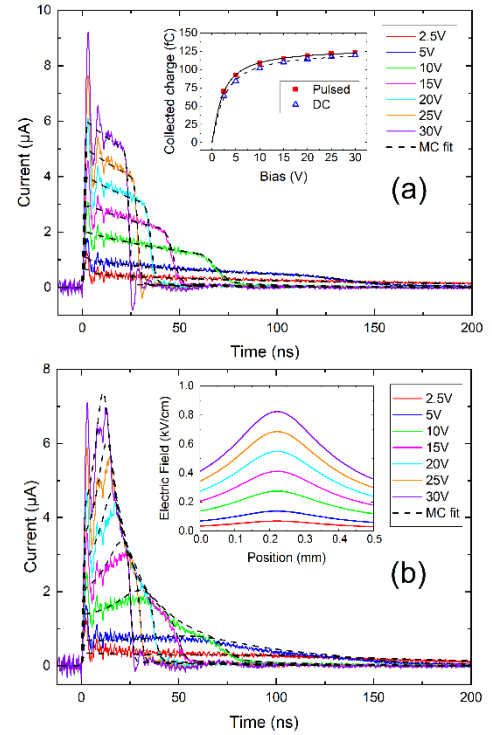 8
6
4
2
0
Current (μA)
0
50
100
150
200
Time (ns)
(a)
150
125
100
75
50
25
0
Collected charge (fC)
0
5
10
15
20
25
30
Bias (V)
Pulsed
DC
2.5V
5V
10V
15V
20V
25V
30V
MC fit
8
6
4
2
0
Current (μA)
0
50
100
150
200
Time (ns)
(b)
1.0
0.8
0.6
0.4
0.2
0.0
Electric Field (kV/cm)
0.0
0.1
0.2
0.3
0.4
0.5
Position (mm)
2.5V
5V
10V
15V
20V
25V
30V
MC fit